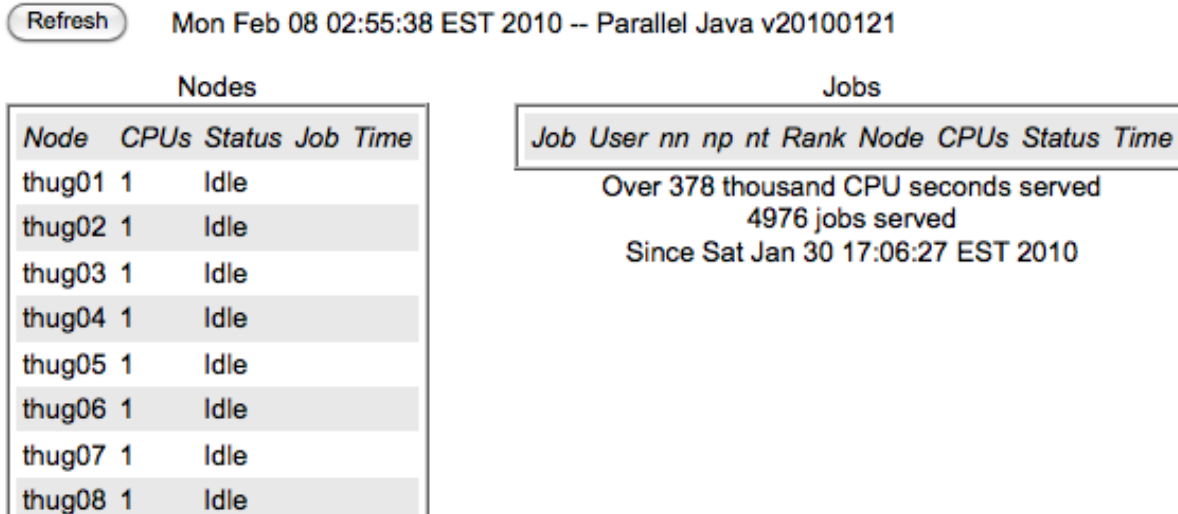 Refresh Mon Feb 08 02:55:38 EST 2010 -- Parallel Java v20100121
Nodes
Node CPUs Status Job Time
thug01 1 Idle
thug02 1 Idle
thug03 1 Idle
thug04 1 Idle
thug05 1 Idle
thug06 1 Idle
thug07 1 Idle
thug08 1 Idle
Jobs
Job User nn np nt Rank Node CPUs Status Time
Over 378 thousand CPU seconds served
4976 jobs served
Since Sat Jan 30 17:06:27 EST 2010